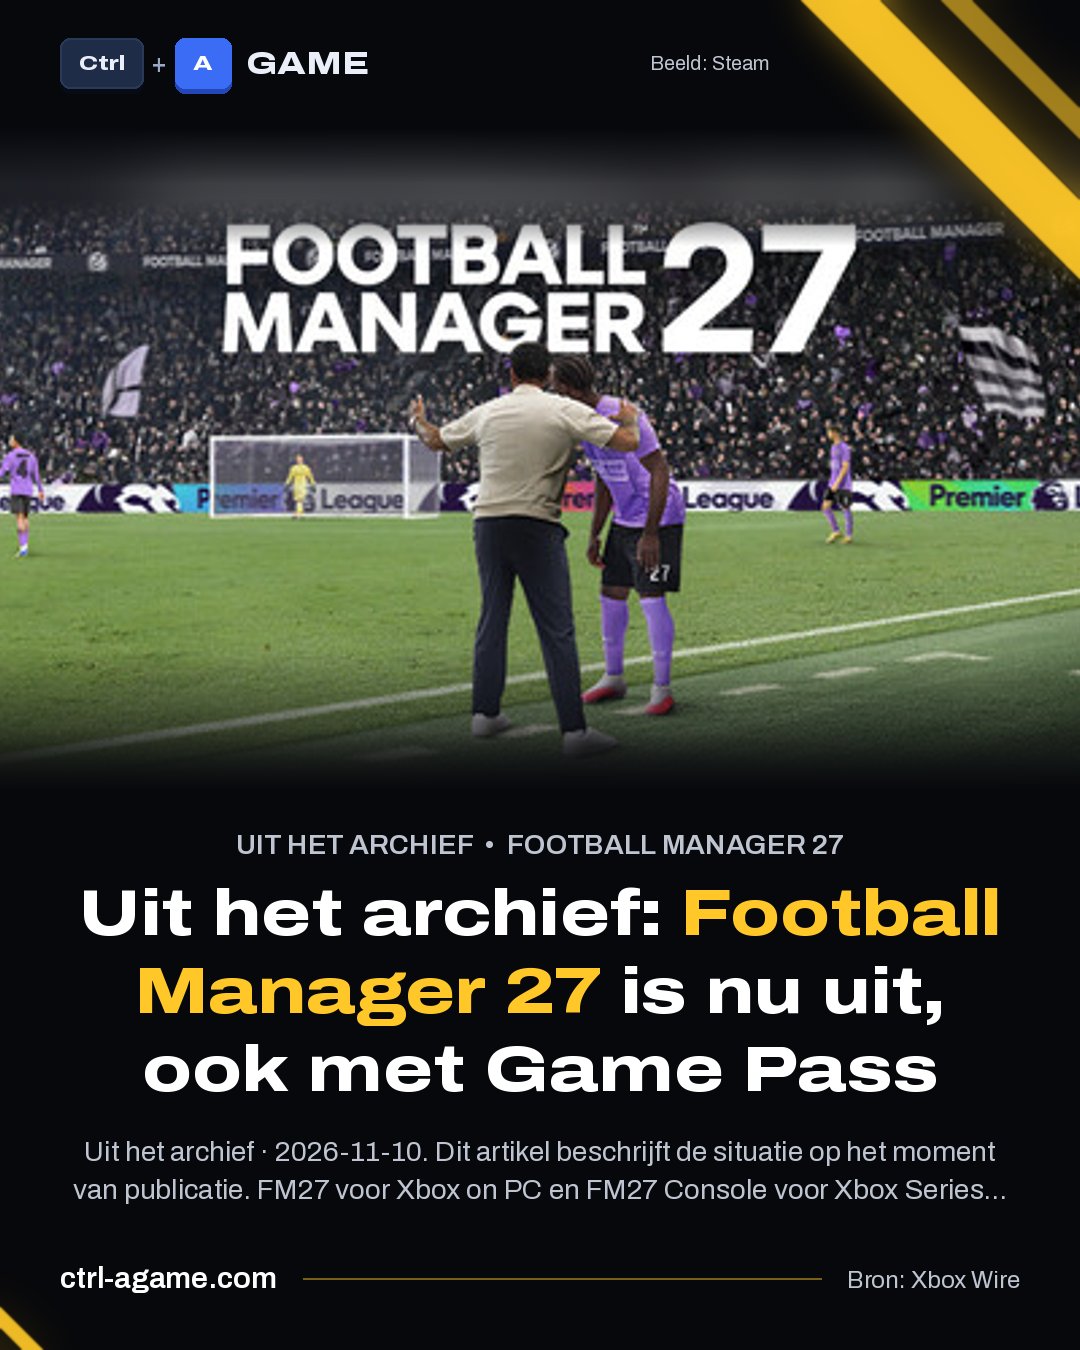 Ctrl + A GAME
Beeld: Steam
FOOTBALL MANAGER
FOOTBALL
MANAGER 27
4
Premier League
League
Premier
27
UIT HET ARCHIEF • FOOTBALL MANAGER 27
Uit het archief: Football
Manager 27 is nu uit,
ook met Game Pass
Uit het archief · 2026-11-10. Dit artikel beschrijft de situatie op het moment
van publicatie. FM27 voor Xbox on PC en FM27 Console voor Xbox Series...
ctrl-agame.com
Bron: Xbox Wire